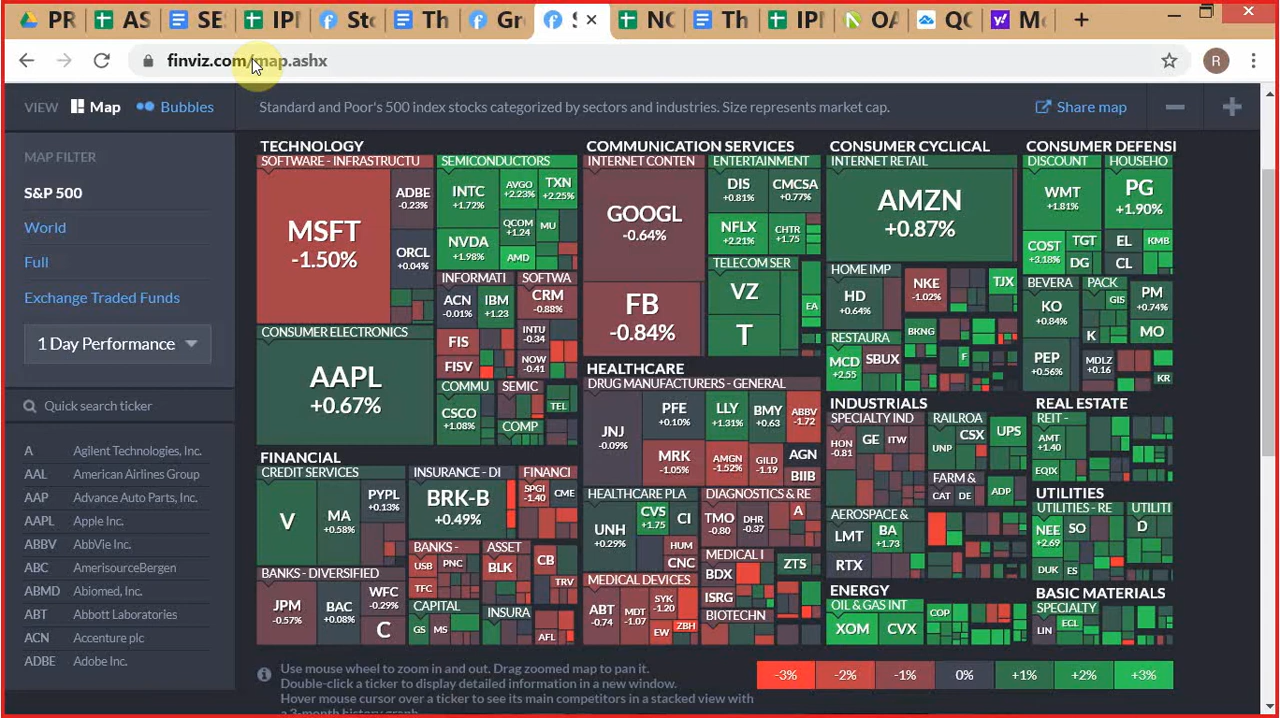 PR
AS
SE
IPI
Sto
Th
Gr
S
NC
Th
IPI
OA
QC
Mo
finviz.com/map.ashx
R
VIEW Map Bubbles
Standard and Poor's 500 index stocks categorized by sectors and industries. Size represents market cap.
Share map
MAP FILTER
S&P 500
World
Full
Exchange Traded Funds
1 Day Performance
Quick search ticker
A Agilent Technologies, Inc.
AAL American Airlines Group
AAP Advance Auto Parts, Inc.
AAPL Apple Inc.
ABBV AbbVie Inc.
ABC AmerisourceBergen
ABMD Abiomed, Inc.
ABT Abbott Laboratories
ACN Accenture plc
ADBE Adobe Inc.
TECHNOLOGY
SOFTWARE - INFRASTRUCTU
MSFT
-1.50%
ADBE
-0.23%
ORCL
+0.04%
SEMICONDUCTORS
INTC
+1.72%
AVGO
+2.23%
TXN
+2.25%
QCOM
+1.24
MU
NVDA
+1.98%
AMD
INFORMATI
ACN
-0.01%
IBM
+1.23
FIS
FISV
SOFTWA
CRM
-0.88%
INTU
-0.34
NOW
-0.41
CONSUMER ELECTRONICS
AAPL
+0.67%
COMMU
CSCO
+1.08%
SEMIC
TEL
COMP
COMMUNICATION SERVICES
INTERNET CONTEN
GOOGL
-0.64%
FB
-0.84%
ENTERTAINMENT
DIS
+0.81%
CMCSA
+0.77%
NFLX
+2.21%
CHTR
+1.75
TELECOM SER
VZ
T
EA
CONSUMER CYCLICAL
INTERNET RETAIL
AMZN
+0.87%
HOME IMP
HD
+0.64%
NKE
-1.02%
TJX
BKNG
F
RESTAURA
MCD
+2.55
SBUX
CONSUMER DEFENSI
DISCOUNT
WMT
+1.81%
COST
+3.18%
TGT
DG
HOUSEHO
PG
+1.90%
EL
KMB
CL
BEVERA
KO
+0.84%
PEP
+0.56%
PACK
GIS
K
MDLZ
+0.16
PM
+0.74%
MO
KR
FINANCIAL
CREDIT SERVICES
V
MA
+0.58%
PYPL
+0.13%
INSURANCE - DI
BRK-B
+0.49%
FINANCI
SPGI
-1.40
CME
BANKS -
USB
PNC
TFC
ASSET
BLK
CB
TRV
BANKS - DIVERSIFIED
JPM
-0.57%
BAC
+0.08%
WFC
-0.29%
C
CAPITAL
GS
MS
INSURA
AFL
HEALTHCARE
DRUG MANUFACTURERS - GENERAL
JNJ
-0.09%
PFE
+0.10%
LLY
+1.31%
BMY
+0.63
ABBV
-1.72
MRK
-1.05%
AMGN
-1.52%
GILD
-1.19
AGN
BIIB
HEALTHCARE PLA
UNH
+0.29%
CVS
+1.75
CI
HUM
CNC
DIAGNOSTICS & RE
TMO
-0.80
DHR
-0.37
A
MEDICAL I
BDX
ISRG
ZTS
MEDICAL DEVICES
ABT
-0.74
MDT
-1.07
SYK
-1.20
EW
ZBH
BIOTECHN
INDUSTRIALS
SPECIALTY IND
HON
-0.81
GE
ITW
RAILROA
CSX
UNP
UPS
FARM &
CAT
DE
ADP
AEROSPACE &
LMT
BA
+1.73
RTX
REAL ESTATE
REIT -
AMT
+1.40
EQIX
UTILITIES
UTILITIES - RE
NEE
+2.69
SO
DUK
ES
UTILITI
D
ENERGY
OIL & GAS INT
XOM
CVX
COP
BASIC MATERIALS
SPECIALTY
LIN
ECL
Use mouse wheel to zoom in and out. Drag zoomed map to pan it.
Double-click a ticker to display detailed information in a new window.
Hover mouse cursor over a ticker to see its main competitors in a stacked view with
a 3-month history graph.
-3% -2% -1% 0% +1% +2% +3%